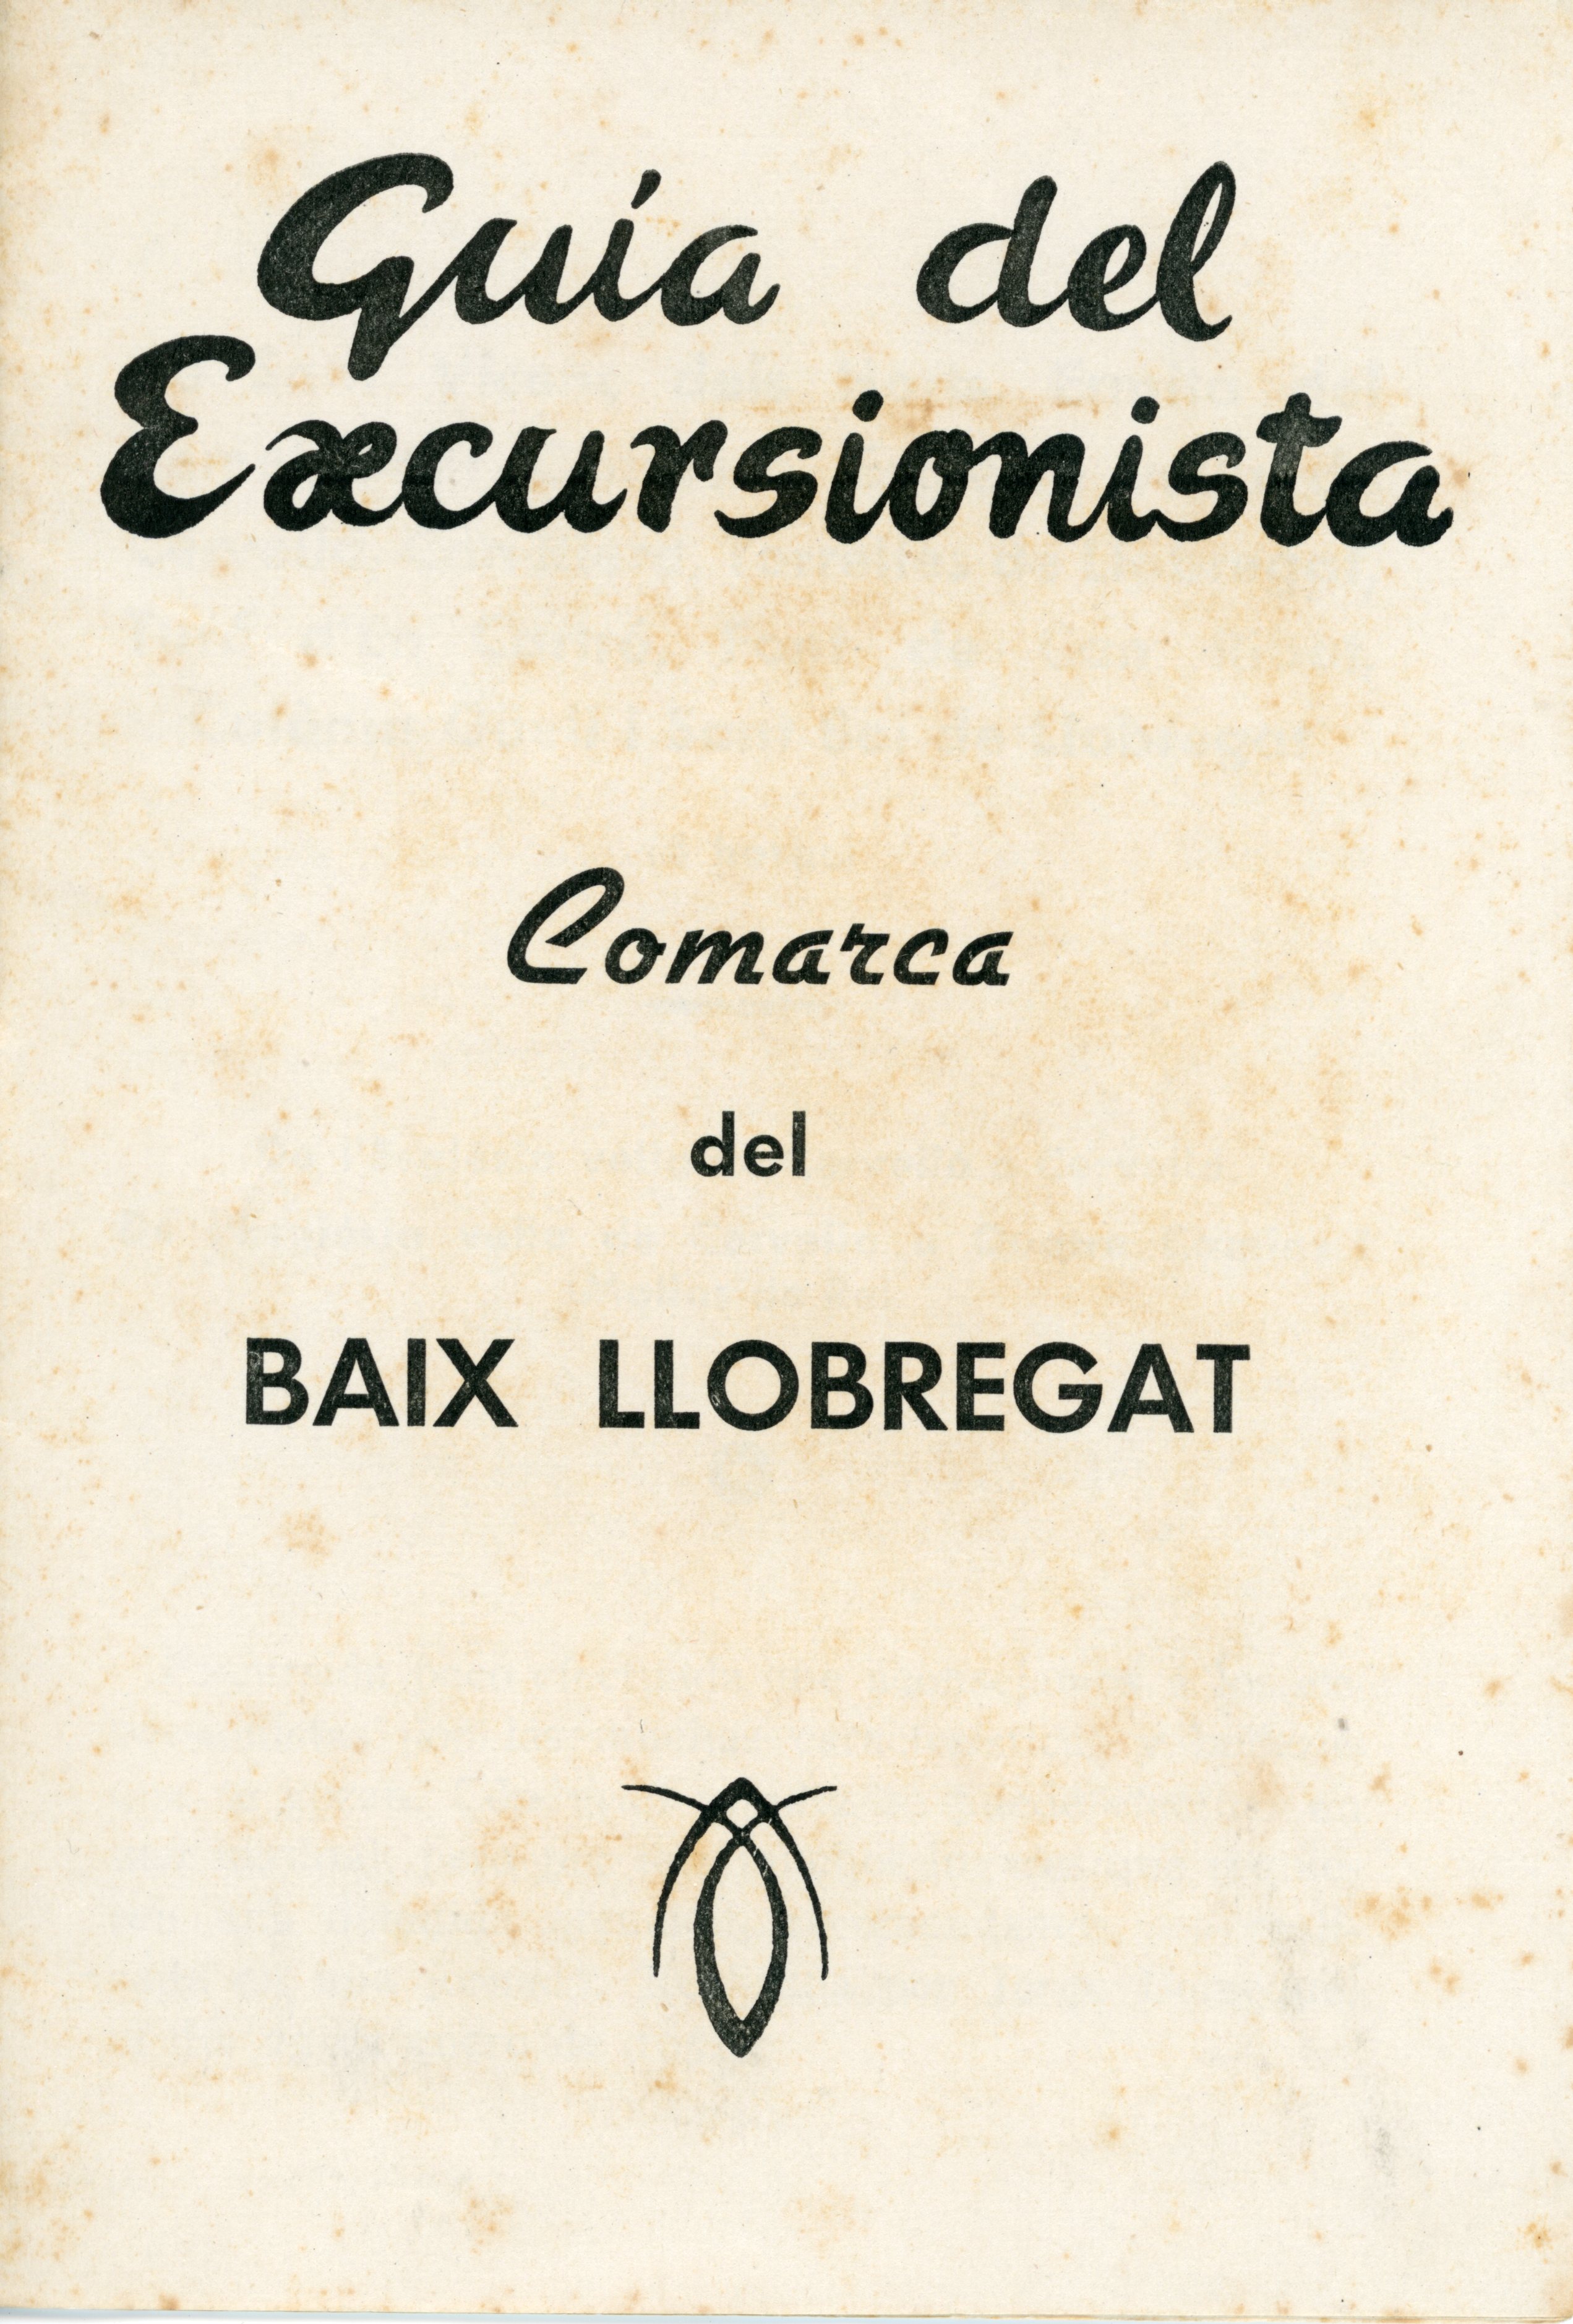 Guía del
Excursionista
Comarca
del
BAIX LLOBREGAT